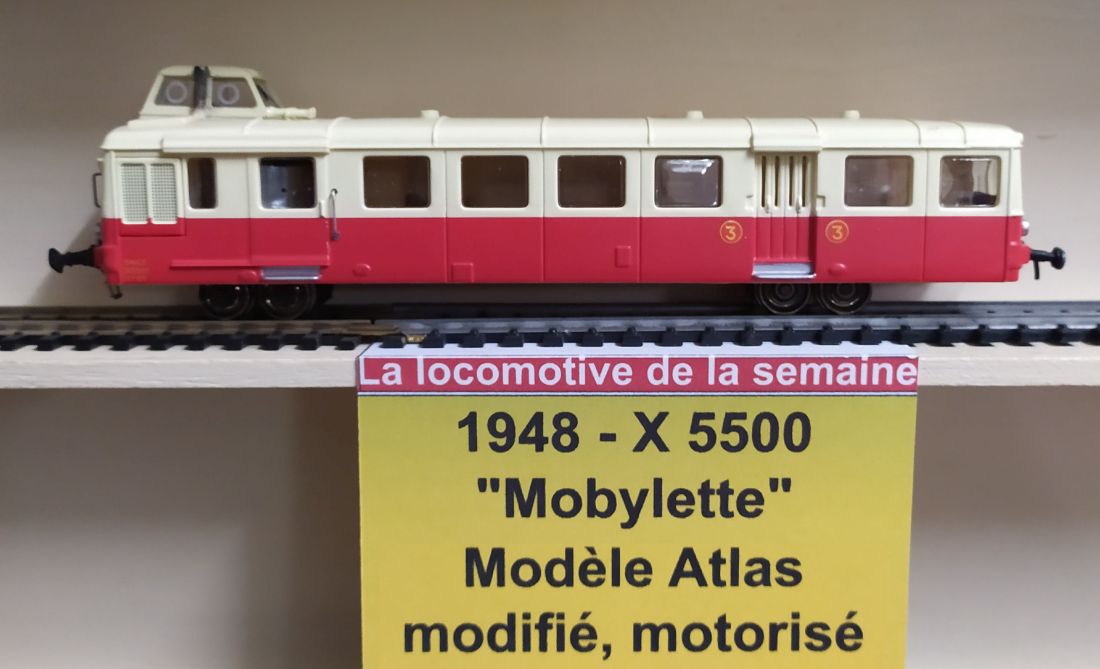 3 3
La locomotive de la semaine
1948 - X 5500
"Mobylette"
Modèle Atlas
modifié, motorisé